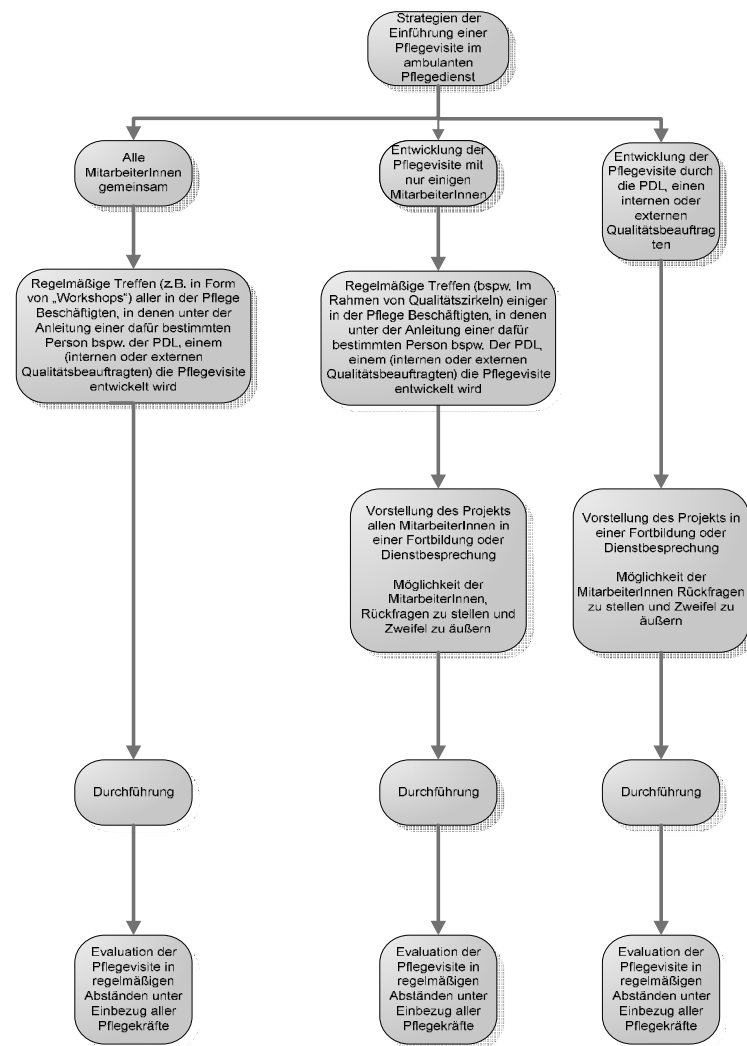 Strategien der
Einführung einer
Pflegevisite im
ambulanten
Pflegedienst
Alle
MitarbeiterInnen
gemeinsam
Entwicklung der
Pflegevisite mit
nur einigen
MitarbeiterInnen
Entwicklung der
Pflegevisite durch
die PDL, einen
internen oder
externen
Qualitätsbeauftrag
ten
Regelmäßige Treffen (z.B. in Form
von „Workshops“) aller in der Pflege
Beschäftigten, in denen unter der
Anleitung einer dafür bestimmten
Person bspw. der PDL, einem
(internen oder externen
Qualitätsbeauftragten) die Pflegevisite
entwickelt wird
Regelmäßige Treffen (bspw. Im
Rahmen von Qualitätszirkeln) einiger
in der Pflege Beschäftigten, in denen
unter der Anleitung einer dafür
bestimmten Person bspw. Der PDL,
einem (internen oder externen
Qualitätsbeauftragten) die Pflegevisite
entwickelt wird
Vorstellung des Projekts
allen MitarbeiterInnen in
einer Fortbildung oder
Dienstbesprechung
Möglichkeit der
MitarbeiterInnen,
Rückfragen zu stellen und
Zweifel zu äußern
Vorstellung des Projekts in
einer Fortbildung oder
Dienstbesprechung
Möglichkeit der
MitarbeiterInnen Rückfragen
zu stellen und Zweifel zu
äußern
Durchführung
Durchführung
Durchführung
Evaluation der
Pflegevisite in
regelmäßigen
Abständen unter
Einbezug aller
Pflegekräfte
Evaluation der
Pflegevisite in
regelmäßigen
Abständen unter
Einbezug aller
Pflegekräfte
Evaluation der
Pflegevisite in
regelmäßigen
Abständen unter
Einbezug aller
Pflegekräfte